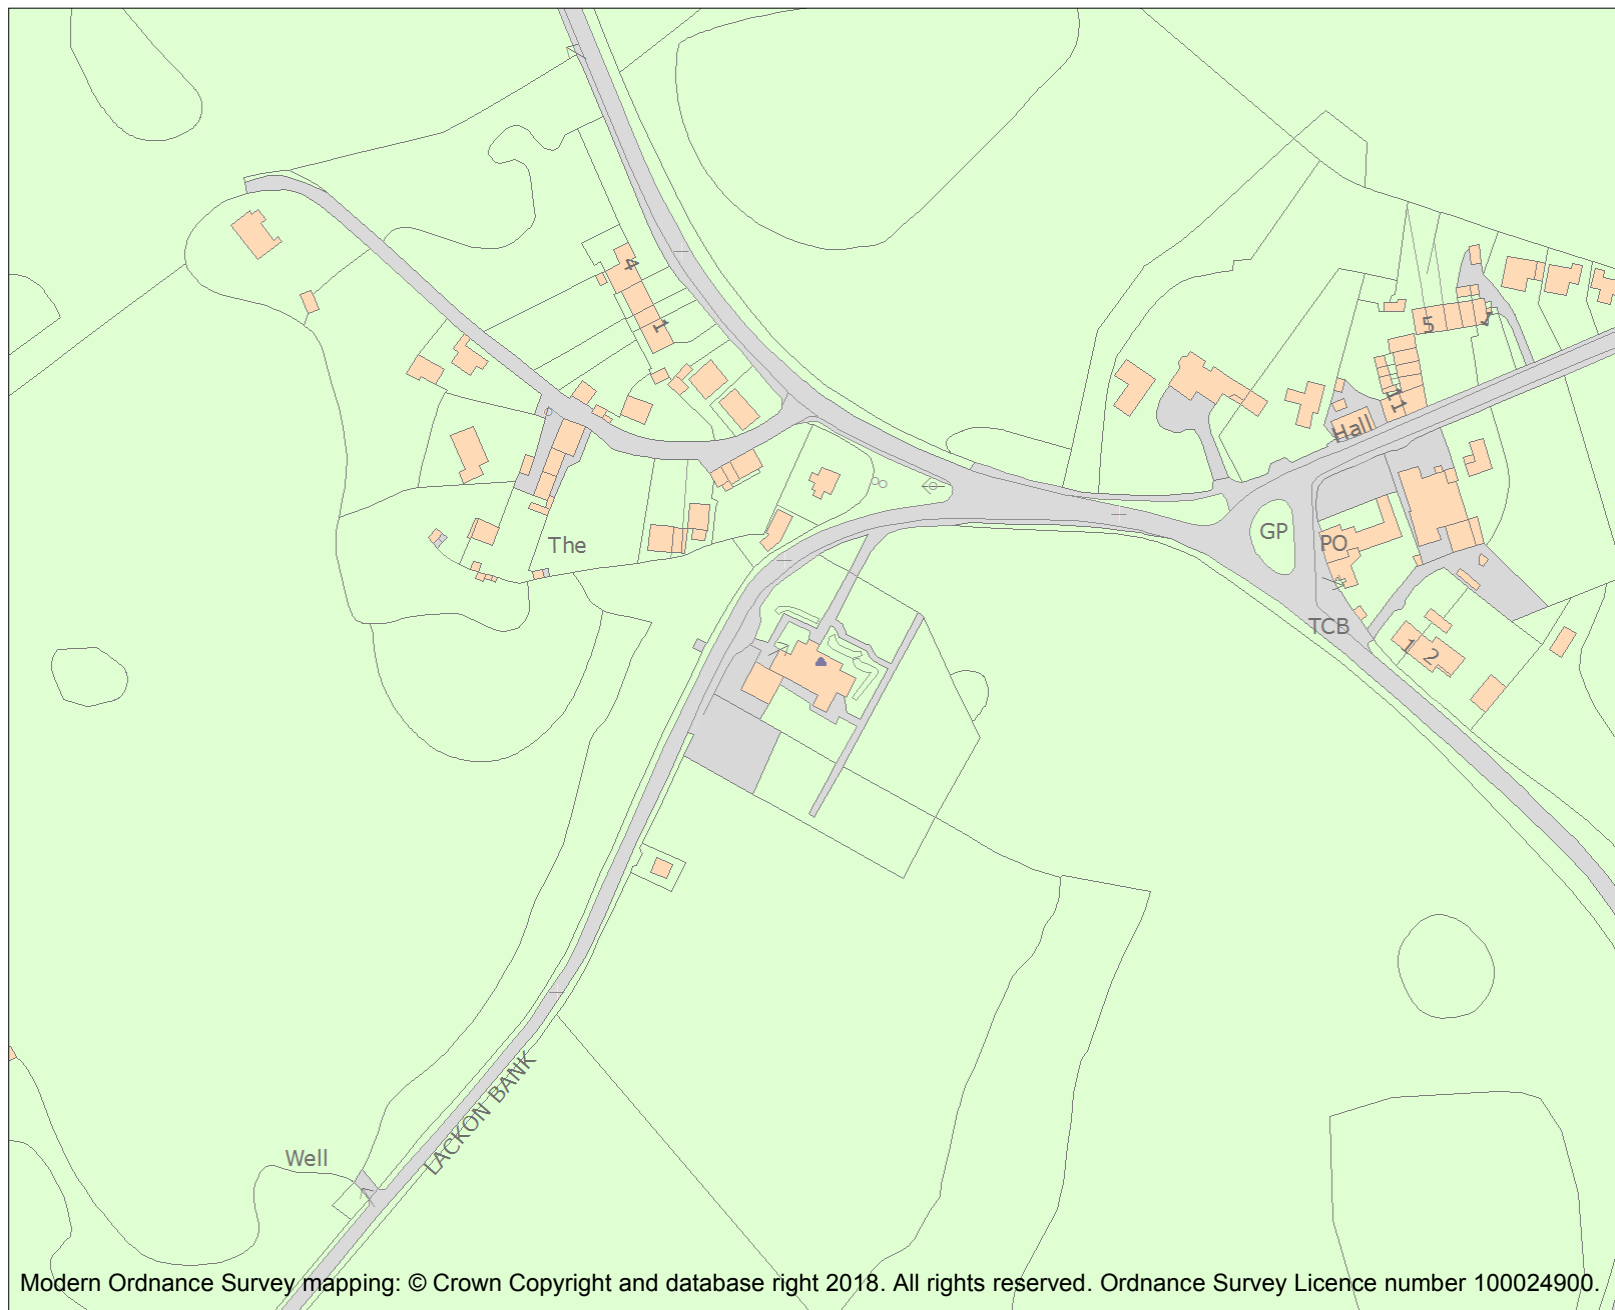 4
1
5
1
11
Hall
GP
PO
The
TCB
1
2
LACKON BANK
Well
Modern Ordnance Survey mapping: © Crown Copyright and database right 2018. All rights reserved. Ordnance Survey Licence number 100024900.